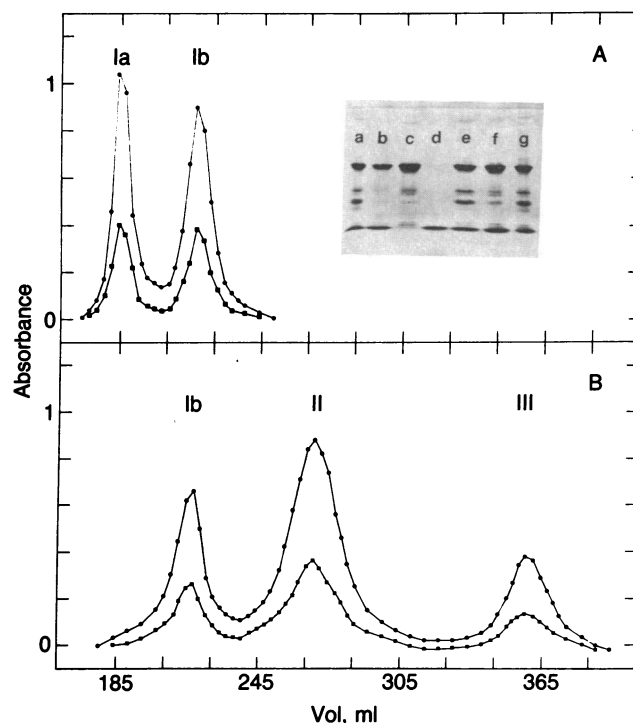 Ia Ib A
1
a b c d e f g
0
Absorbance
B
Ib II III
1
0
185 245 305 365
Vol, ml